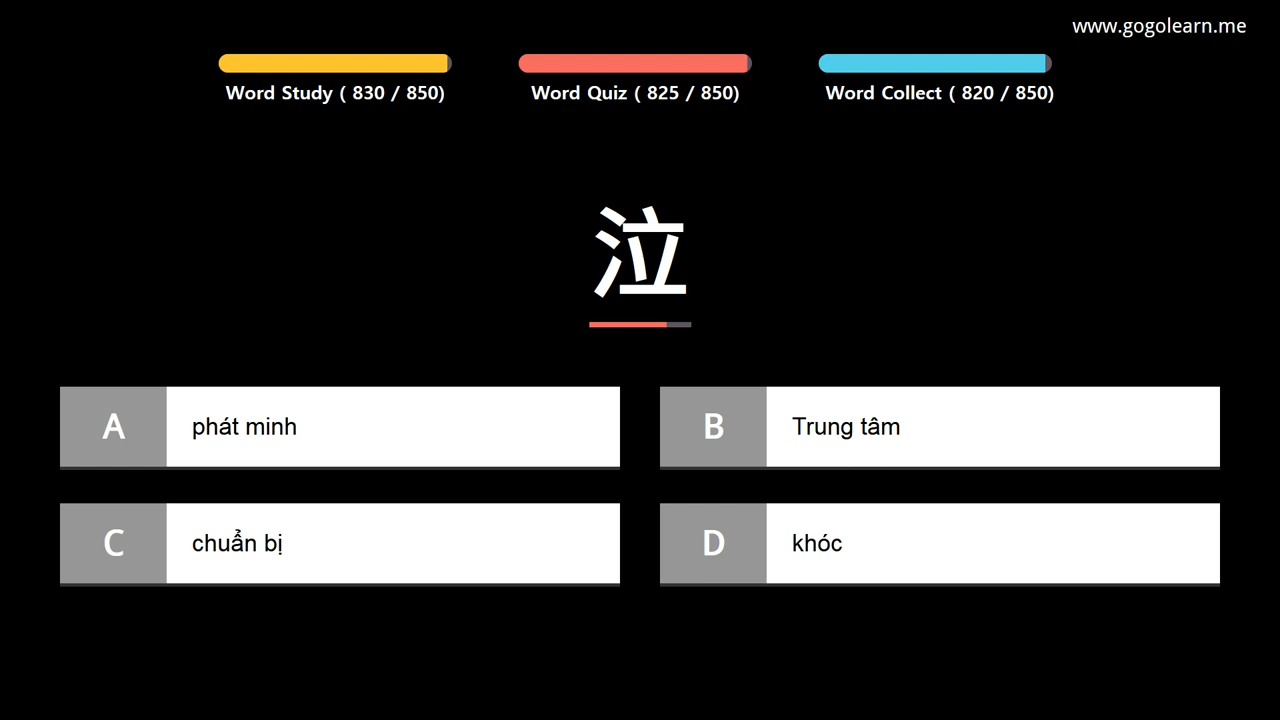 www.gogolearn.me
Word Study ( 830 / 850)
Word Quiz ( 825 / 850)
Word Collect ( 820 / 850)
泣
A phát minh
B Trung tâm
C chuẩn bị
D khóc